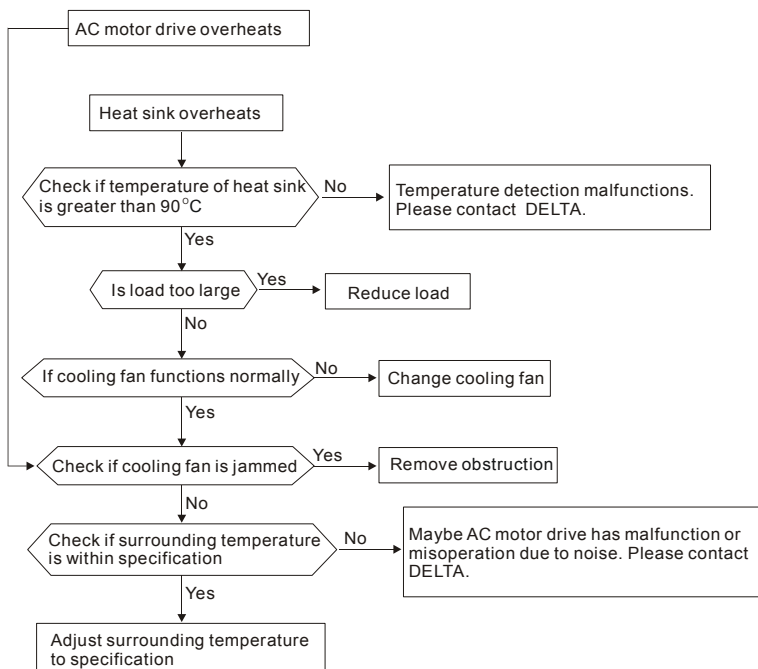 AC motor drive overheats
Heat sink overheats
Check if temperature of heat sink
is greater than 90°C
No
Temperature detection malfunctions.
Please contact DELTA.
Yes
Is load too large
Yes
Reduce load
No
If cooling fan functions normally
No
Change cooling fan
Yes
Check if cooling fan is jammed
Yes
Remove obstruction
No
Check if surrounding temperature
is within specification
No
Maybe AC motor drive has malfunction or
misoperation due to noise. Please contact
DELTA.
Yes
Adjust surrounding temperature
to specification